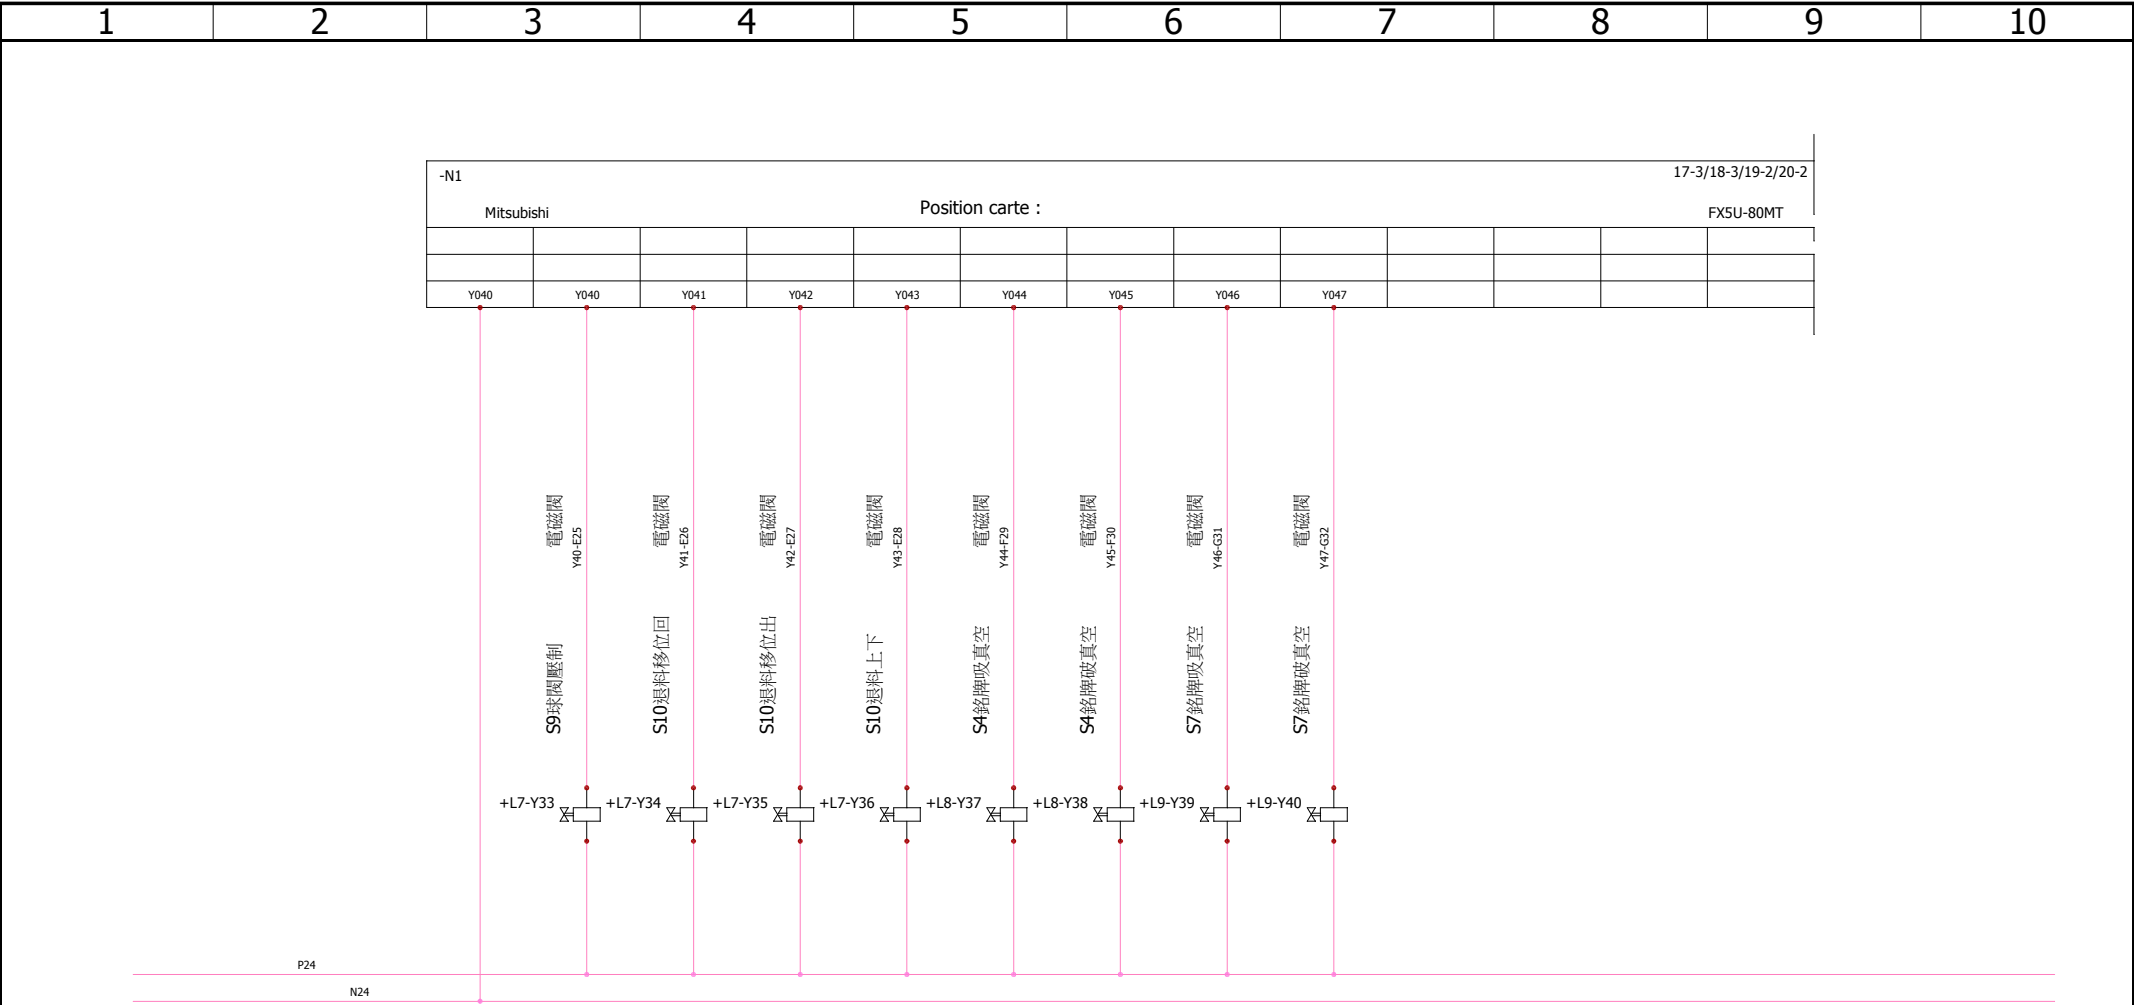 1 2 3 4 5 6 7 8 9 10
-N1 17-3/18-3/19-2/20-2
Mitsubishi Position carte : FX5U-80MT
Y040 Y040 Y041 Y042 Y043 Y044 Y045 Y046 Y047
電磁閥 電磁閥 電磁閥 電磁閥 電磁閥 電磁閥 電磁閥 電磁閥
Y40-E25 Y41-E26 Y42-E27 Y43-E28 Y44-F29 Y45-F30 Y46-G31 Y47-G32
S9球閥壓制
S10退料移位回
S10退料移位出
S10退料上下
S4銘牌吸真空
S4銘牌破真空
S7銘牌吸真空
S7銘牌破真空
+L7-Y33 +L7-Y34 +L7-Y35 +L7-Y36 +L8-Y37 +L8-Y38 +L9-Y39 +L9-Y40
P24
N24